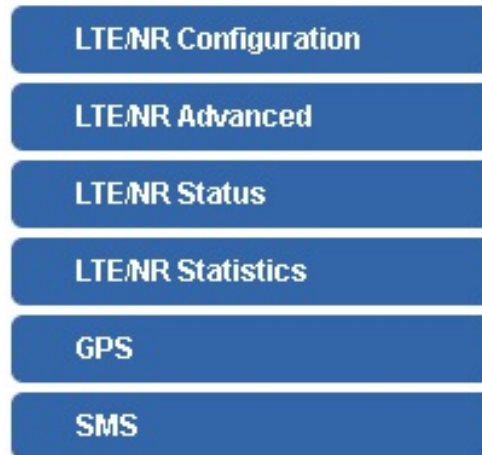 LTE/NR Configuration
LTE/NR Advanced
LTE/NR Status
LTE/NR Statistics
GPS
SMS